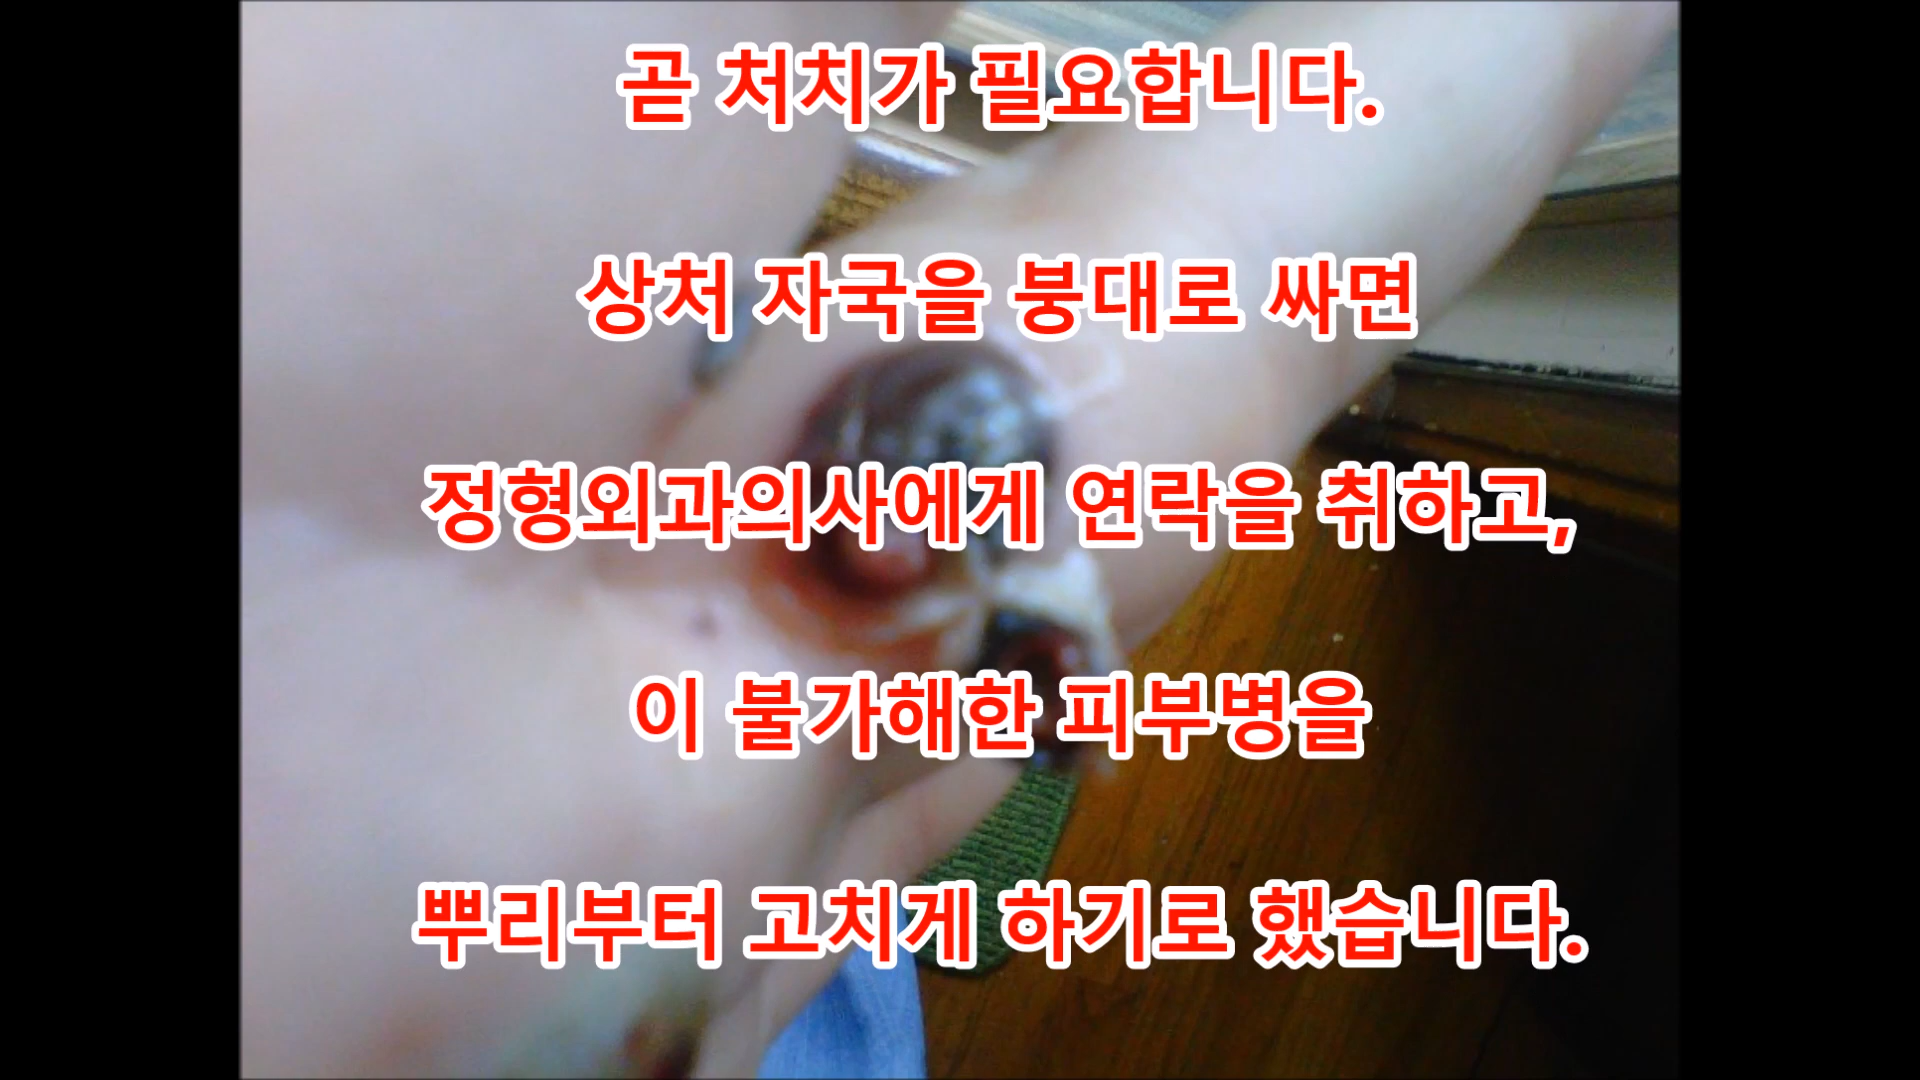 곧 처치가 필요합니다.
상처 자국을 붕대로 싸면
정형외과의사에게 연락을 취하고,
이 불가해한 피부병을
뿌리부터 고치게 하기로 했습니다.